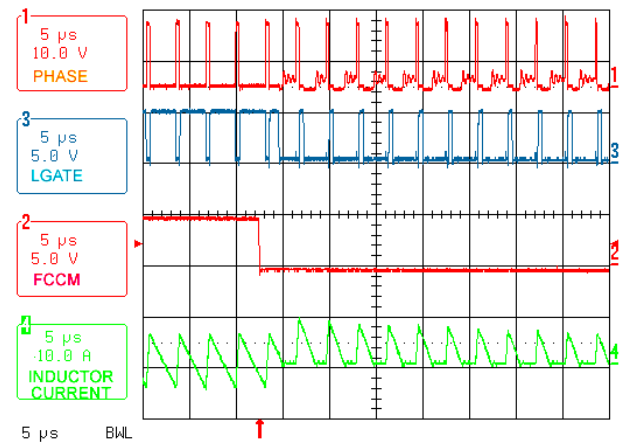 1
5 µs
10.0 V
PHASE
1
3
5 µs
5.0 V
LGATE
3
2
5 µs
5.0 V
FCCM
2
4
5 µs
10.0 A
INDUCTOR
CURRENT
4
5 µs BWL